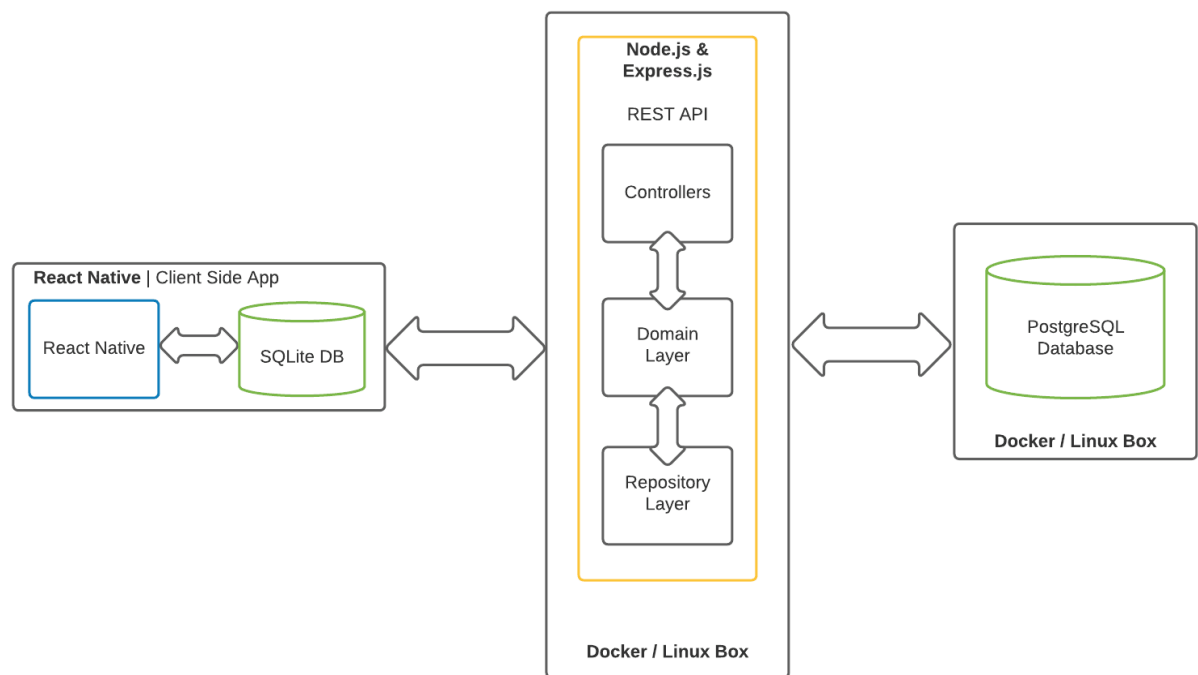 React Native | Client Side App
React Native
SQLite DB
Node.js &
Express.js
REST API
Controllers
Domain
Layer
Repository
Layer
Docker / Linux Box
PostgreSQL
Database
Docker / Linux Box